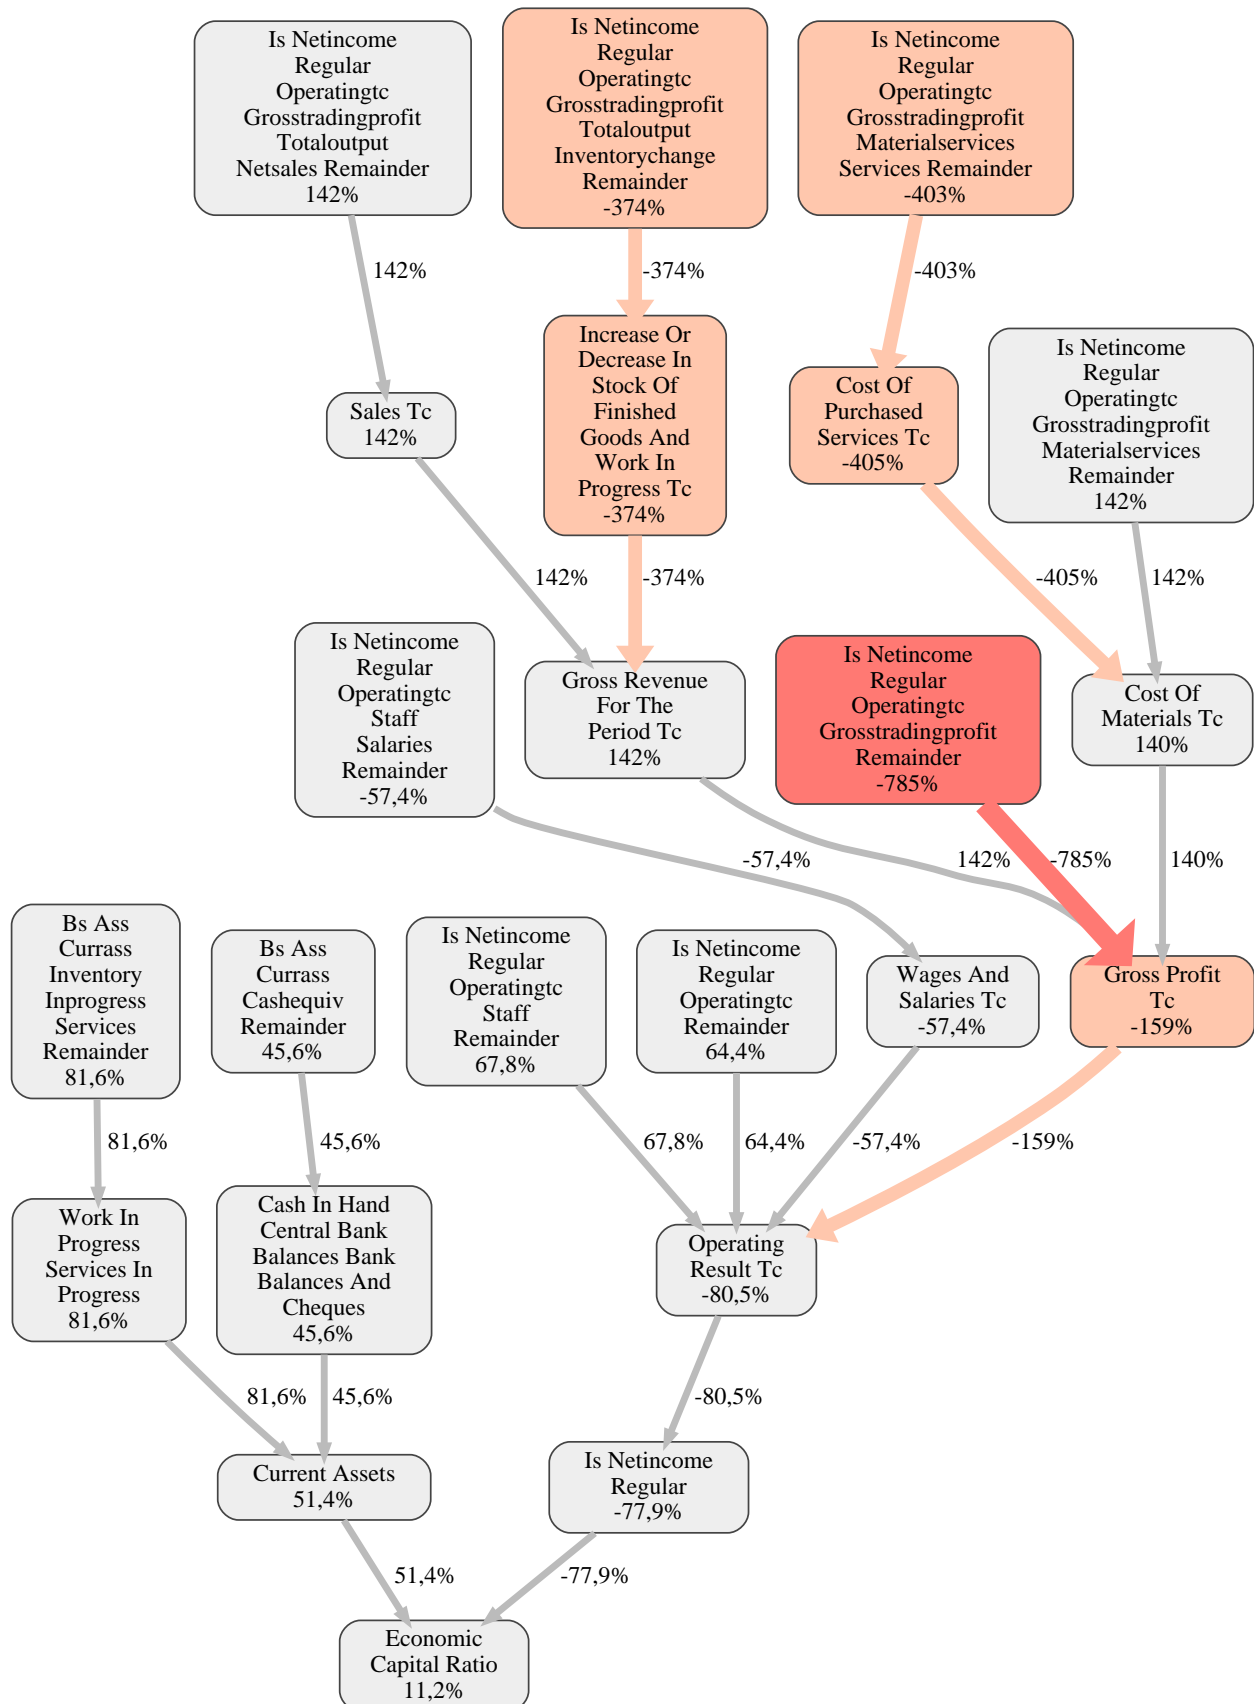 Is Netincome
Regular
Operatingtc
Grosstradingprofit
Totaloutput
Netsales Remainder
142%
Is Netincome
Regular
Operatingtc
Grosstradingprofit
Totaloutput
Inventorychange
Remainder
-374%
Is Netincome
Regular
Operatingtc
Grosstradingprofit
Materialservices
Services Remainder
-403%
142%
-374%
-403%
Sales Tc
142%
Increase Or
Decrease In
Stock Of
Finished
Goods And
Work In
Progress Tc
-374%
Cost Of
Purchased
Services Tc
-405%
Is Netincome
Regular
Operatingtc
Grosstradingprofit
Materialservices
Remainder
142%
142%
-374%
-405%
142%
Is Netincome
Regular
Operatingtc
Staff
Salaries
Remainder
-57,4%
Gross Revenue
For The
Period Tc
142%
Is Netincome
Regular
Operatingtc
Grosstradingprofit
Remainder
-785%
Cost Of
Materials Tc
140%
-57,4%
142%
-785%
140%
Bs Ass
Currass
Inventory
Inprogress
Services
Remainder
81,6%
Bs Ass
Currass
Cashequiv
Remainder
45,6%
Is Netincome
Regular
Operatingtc
Staff
Remainder
67,8%
Is Netincome
Regular
Operatingtc
Remainder
64,4%
Wages And
Salaries Tc
-57,4%
Gross Profit
Tc
-159%
81,6%
45,6%
67,8%
64,4%
-57,4%
-159%
Work In
Progress
Services In
Progress
81,6%
Cash In Hand
Central Bank
Balances Bank
Balances And
Cheques
45,6%
Operating
Result Tc
-80,5%
81,6%
45,6%
-80,5%
Current Assets
51,4%
Is Netincome
Regular
-77,9%
51,4%
-77,9%
Economic
Capital Ratio
11,2%